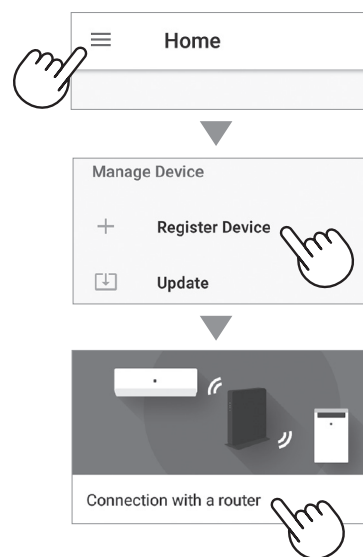 Home
Manage Device
Register Device
Update
Connection with a router